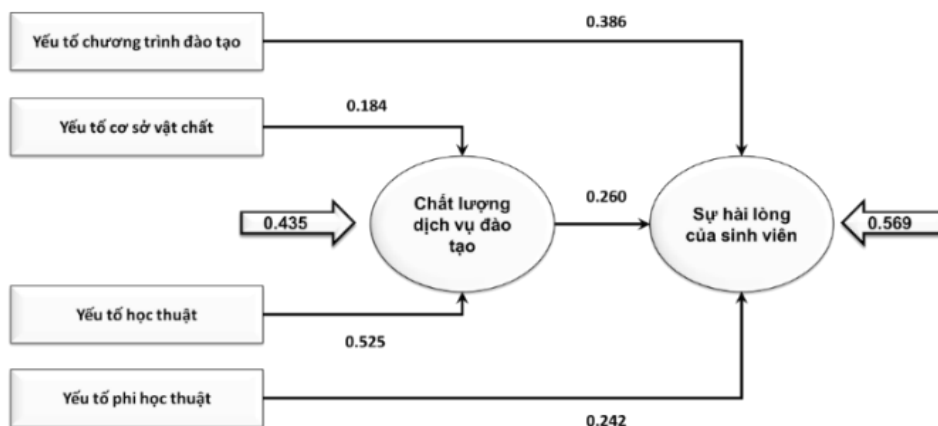 Yếu tố chương trình đào tạo
0.386
Yếu tố cơ sở vật chất
0.184
0.435
Chất lượng
dịch vụ đào
tạo
0.260
Sự hài lòng
của sinh viên
0.569
Yếu tố học thuật
0.525
Yếu tố phi học thuật
0.242